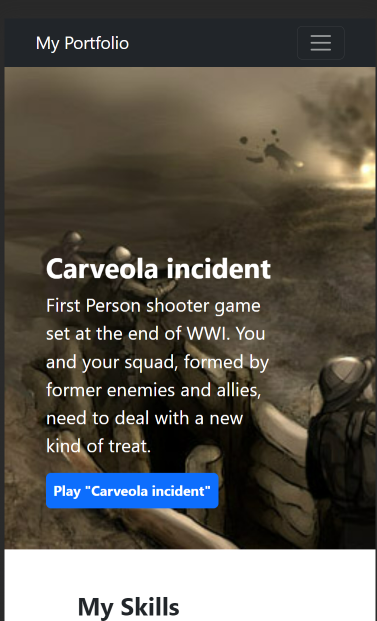 My Portfolio
Carveola incident
First Person shooter game
set at the end of WWI. You
and your squad, formed by
former enemies and allies,
need to deal with a new
kind of treat.
Play "Carveola incident"
My Skills